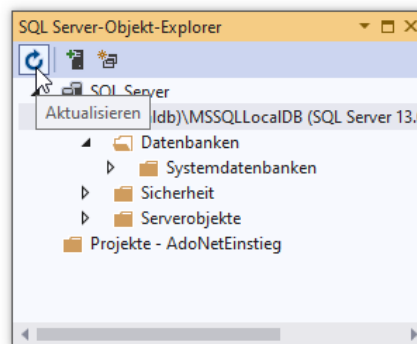 SQL Server-Objekt-Explorer
SQL Server
Aktualisieren
ldb)\MSSQLLocalDB (SQL Server 13.
Datenbanken
Systemdatenbanken
Sicherheit
Serverobjekte
Projekte - AdoNetEinstieg